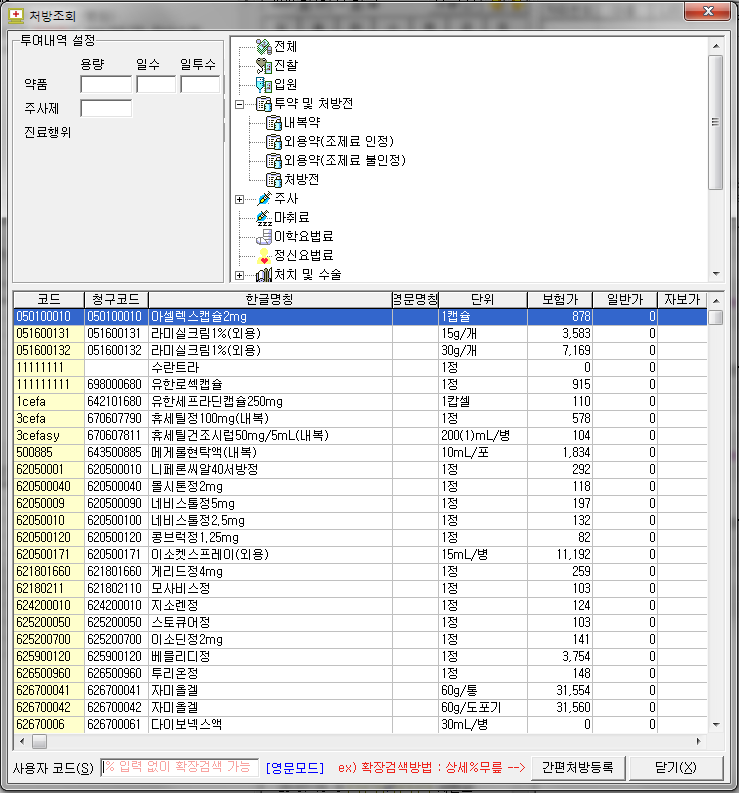 처방조회
투여내역 설정
용량 일수 일투수
약품
주사제
진료행위
전체
진찰
입원
투약 및 처방전
내복약
외용약(조제료 인정)
외용약(조제료 불인정)
처방전
주사
마취료
이학요법료
정신요법료
처치 및 수술
코드 청구코드 한글명칭 영문명칭 단위 보험가 일반가 자보가
050100010 050100010 아셀렉스캡슐2mg 1캡슐 878 0
051600131 051600131 라미실크림1%(외용) 15g/개 3,583 0
051600132 051600132 라미실크림1%(외용) 30g/개 7,169 0
11111111 수란트라 1정 0 0
111111111 698000680 유한로섹캡슐 1정 915 0
1cefa 642101680 유한세프라딘캡슐250mg 1캅셀 110 0
3cefa 670607790 휴세틸정100mg(내복) 1정 578 0
3cefasy 670607811 휴세틸건조시럽50mg/5mL(내복) 200(1)mL/병 104 0
500885 643500885 메게롤현탁액(내복) 10mL/포 1,834 0
62050001 620500010 니페론씨알40서방정 1정 292 0
620500040 620500040 몰시톤정2mg 1정 118 0
62050009 620500090 네비스톨정5mg 1정 197 0
62050010 620500100 네비스톨정2.5mg 1정 132 0
620500120 620500120 콩브럭정1.25mg 1정 82 0
620500171 620500171 이소켓스프레이(외용) 15mL/병 11,192 0
621801660 621801660 게리드정4mg 1정 259 0
62180211 621802110 모사비스정 1정 103 0
624200010 624200010 지소렌정 1정 124 0
625200050 625200050 스토큐어정 1정 103 0
625200700 625200700 이소딘정2mg 1정 141 0
625900120 625900120 베믈리디정 1정 3,754 0
626500960 626500960 투리온정 1정 148 0
626700041 626700041 자미올겔 60g/통 31,554 0
626700042 626700042 자미올겔 60g/도포기 31,560 0
62670006 626700061 다이보넥스액 30mL/병 0 0
사용자 코드(S) % 입력 없이 확장검색 가능 [영문모드] ex) 확장검색방법 : 상세%무릎 --> 간편처방등록 닫기(X)